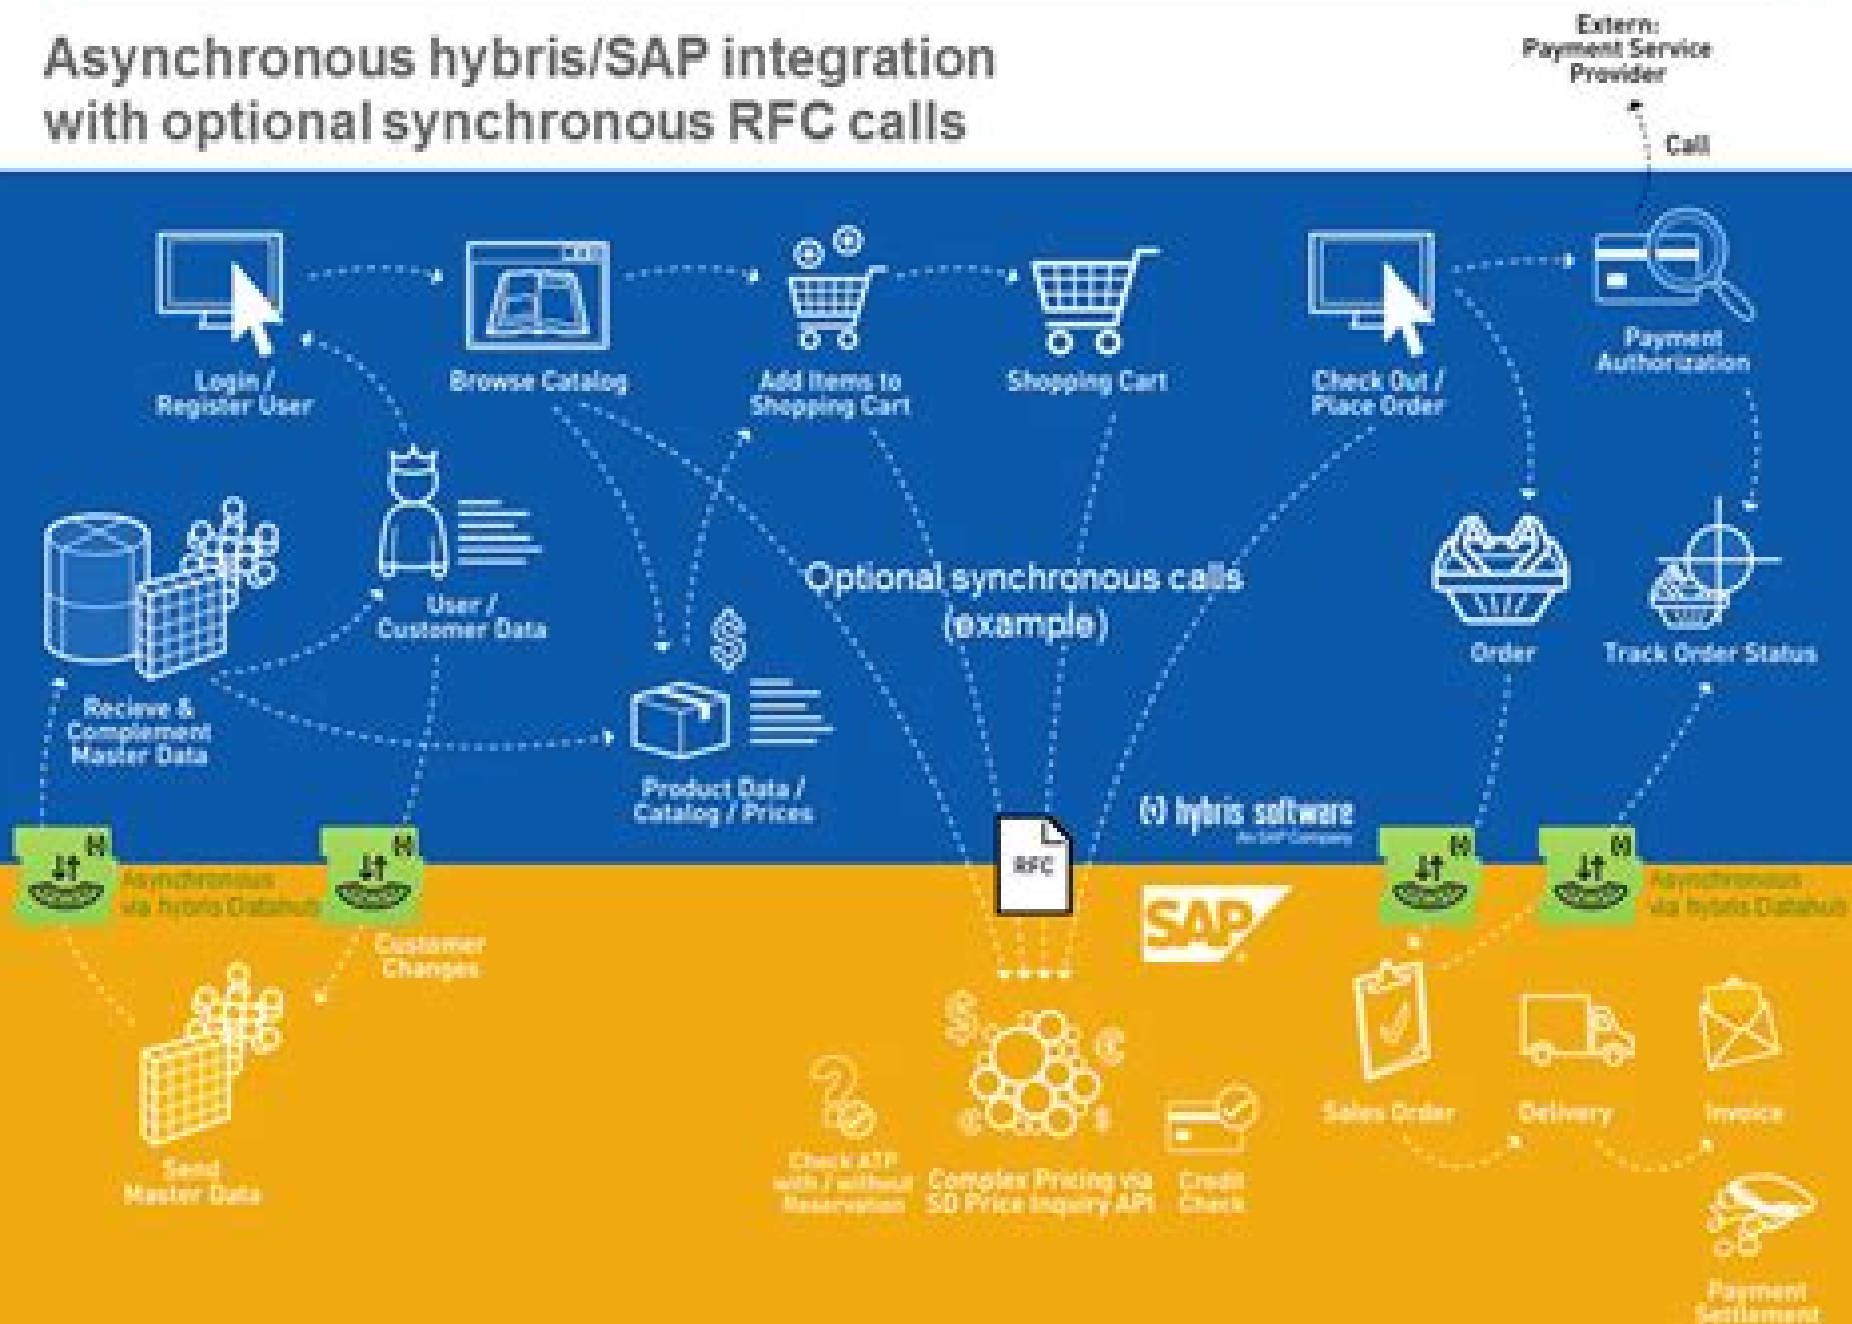 Asynchronous hybris/SAP integration
with optional synchronous RFC calls
Extern:
Payment Service
Provider
Call
Login /
Register User
Browse Catalog
Add Items to
Shopping Cart
Shopping Cart
Check Out /
Place Order
Payment
Authorization
User /
Customer Data
Recieve &
Complement
Master Data
Product Data /
Catalog / Prices
Optional synchronous calls
(example)
Order
Track Order Status
RFC
hybris software
An SAP Company
SAP
Asynchronous
via hybris Datahub
Customer
Changes
Asynchronous
via hybris Datahub
Send
Master Data
Check ATP
with / without
Reservation
Complex Pricing via
SD Price Inquiry API
Credit
Check
Sales Order
Delivery
Invoice
Payment
Settlement